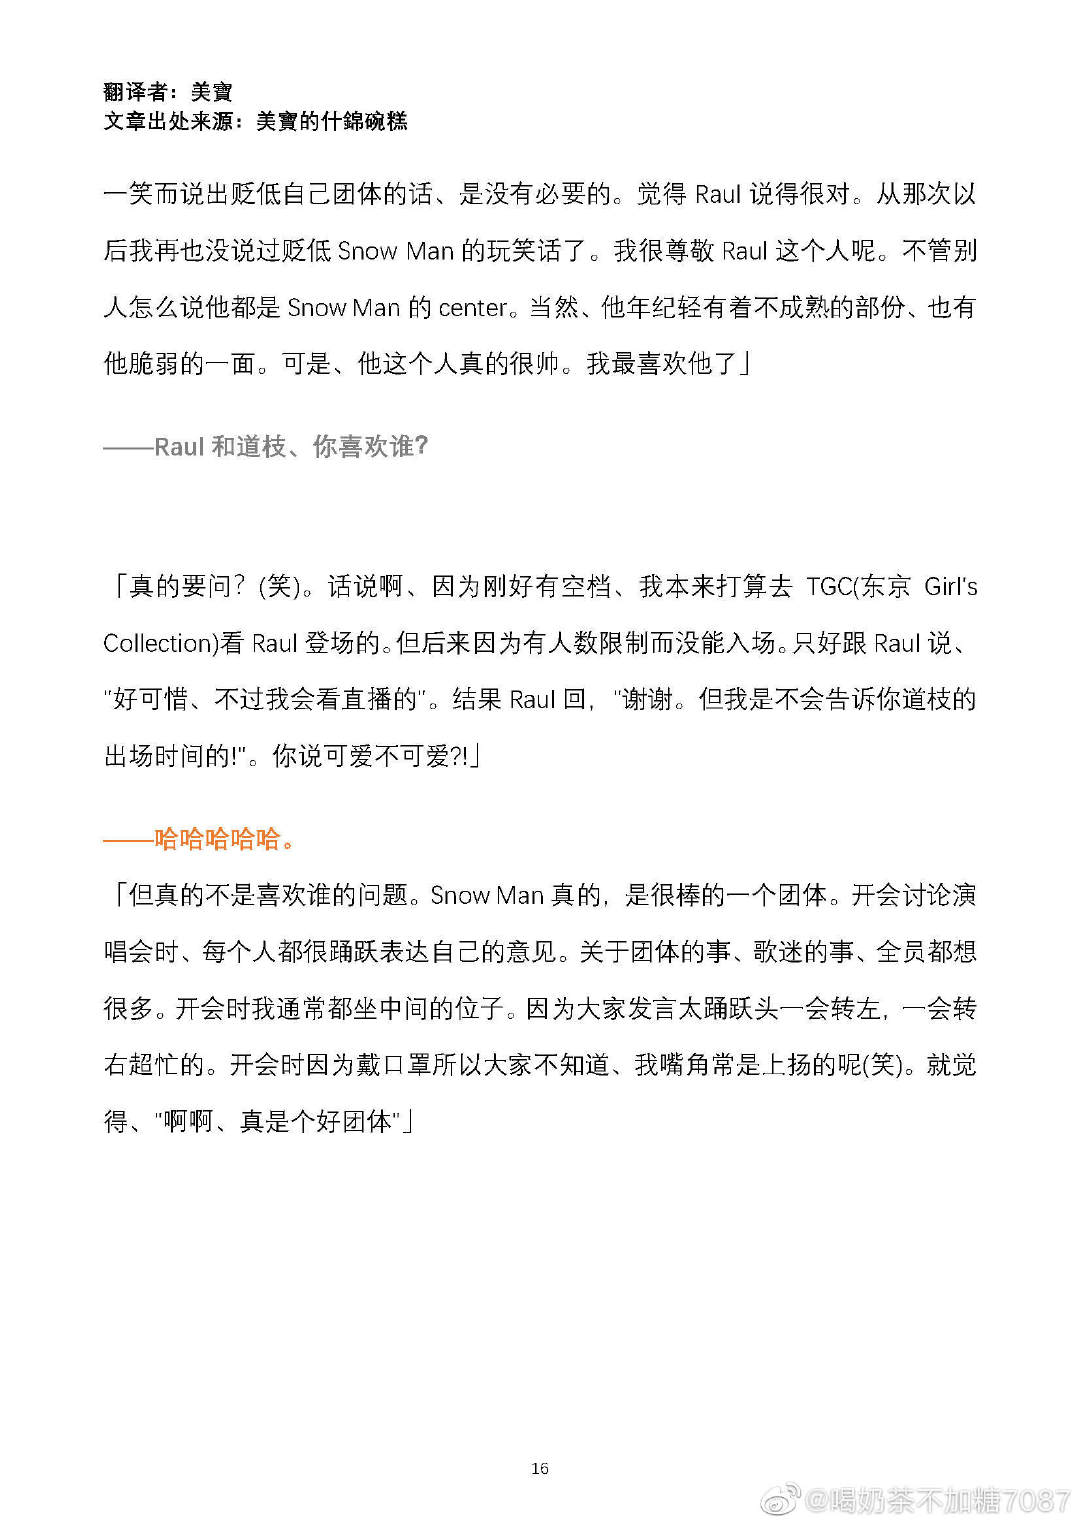 翻译者：美寶
文章出处来源：美寶的什錦碗糕
一笑而说出贬低自己团体的话、是没有必要的。觉得 Raul 说得很对。从那次以
后我再也没说过贬低 Snow Man 的玩笑话了。我很尊敬 Raul 这个人呢。不管别
人怎么说他都是 Snow Man 的 center。当然、他年纪轻有着不成熟的部份、也有
他脆弱的一面。可是、他这个人真的很帅。我最喜欢他了」
——Raul 和道枝、你喜欢谁?
「真的要问？(笑)。话说啊、因为刚好有空档、我本来打算去 TGC(东京 Girl's
Collection)看 Raul 登场的。但后来因为有人数限制而没能入场。只好跟 Raul 说、
"好可惜、不过我会看直播的"。结果 Raul 回，"谢谢。但我是不会告诉你道枝的
出场时间的!"。你说可爱不可爱?!」
——哈哈哈哈哈。
「但真的不是喜欢谁的问题。Snow Man 真的，是很棒的一个团体。开会讨论演
唱会时、每个人都很踊跃表达自己的意见。关于团体的事、歌迷的事、全员都想
很多。开会时我通常都坐中间的位子。因为大家发言太踊跃头一会转左，一会转
右超忙的。开会时因为戴口罩所以大家不知道、我嘴角常是上扬的呢(笑)。就觉
得、"啊啊、真是个好团体"」
16
@喝奶茶不加糖7087